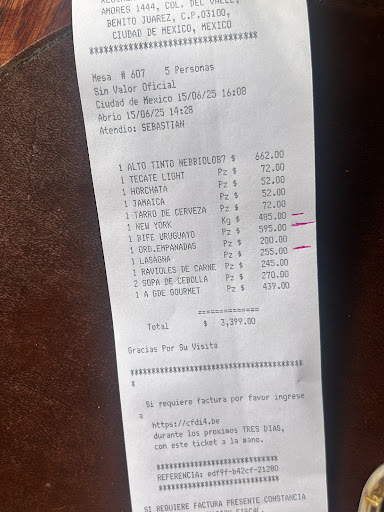 AMORES 1444, COL. DEL VALLE,
BENITO JUAREZ, C.P.03100,
CIUDAD DE MEXICO, MEXICO
****************************************
Mesa # 607 5 Personas
Sin Valor Oficial
Ciudad de Mexico 15/06/25 16:08
Abrio 15/06/25 14:28
Atendio: SEBASTIAN
1 ALTO TINTO NEBBIOLOB7 $ 662.00
1 TECATE LIGHT Pz $ 72.00
1 HORCHATA Pz $ 52.00
1 JAMAICA Pz $ 52.00
1 TARRO DE CERVEZA Pz $ 72.00
1 NEW YORK Kg $ 485.00
1 BIFE URUGUAYO Pz $ 595.00
1 ORD.EMPANADAS Pz $ 200.00
1 LASAGNA Pz $ 255.00
1 RAVIOLES DE CARNE Pz $ 245.00
2 SOPA DE CEBOLLA Pz $ 270.00
1 A GDE GOURMET Pz $ 439.00
==============
Total $ 3,399.00
Gracias Por Su Visita
****************************************
*
Si requiere factura por favor ingrese
a
https://cfdi4.be
durante los proximos TRES DIAS,
con este ticket a la mano.
**************************
REFERENCIA: edf9f-b42cf-21280
**************************
SI REQUIERE FACTURA PRESENTE CONSTANCIA
FISCAL